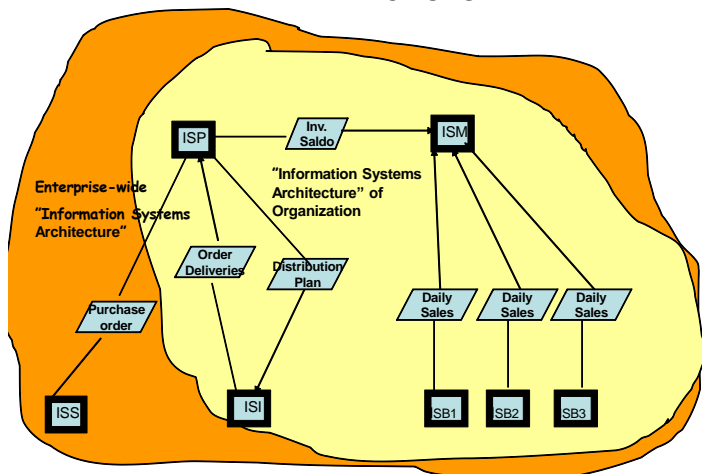 ISP
Inv.
Saldo
ISM
"Information Systems
Architecture" of
Organization
Enterprise-wide
"Information Systems
Architecture"
Order
Deliveries
Distribution
Plan
Purchase
order
Daily
Sales
Daily
Sales
Daily
Sales
ISS
ISI
ISB1
SB2
SB3